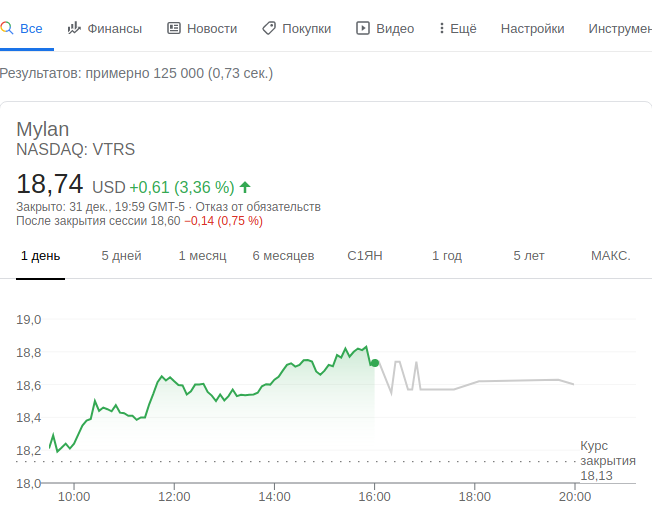 Все Финансы Новости Покупки Видео Ещё Настройки Инструмен
Результатов: примерно 125 000 (0,73 сек.)
Mylan
NASDAQ: VTRS
18,74 USD +0,61 (3,36 %)
Закрыто: 31 дек., 19:59 GMT-5 · Отказ от обязательств
После закрытия сессии 18,60 −0,14 (0,75 %)
1 день 5 дней 1 месяц 6 месяцев С1ЯН 1 год 5 лет МАКС.
19,0
18,8
18,6
18,4
18,2
18,0
Курс
закрытия
18,13
10:00 12:00 14:00 16:00 18:00 20:00